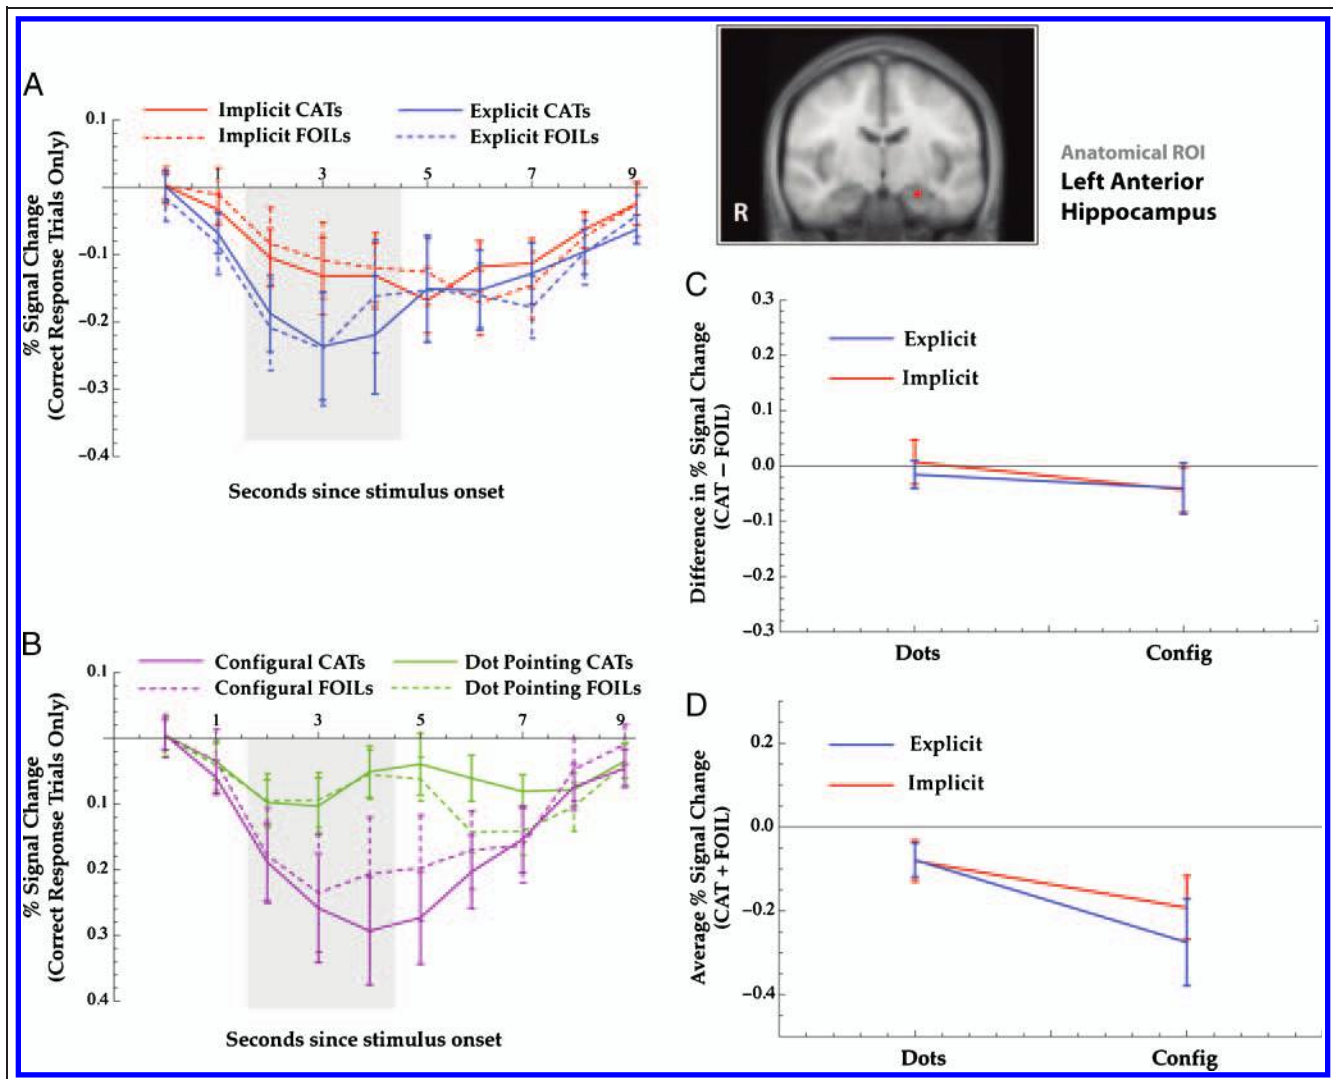 A
Implicit CATs
Implicit FOILs
Explicit CATs
Explicit FOILs
0.1
−0.1
−0.2
−0.3
−0.4
1
3
5
7
9
% Signal Change
(Correct Response Trials Only)
Seconds since stimulus onset
R
Anatomical ROI
Left Anterior
Hippocampus
B
Configural CATs
Configural FOILs
Dot Pointing CATs
Dot Pointing FOILs
0.1
0.1
0.2
0.3
0.4
1
3
5
7
9
% Signal Change
(Correct Response Trials Only)
Seconds since stimulus onset
C
Explicit
Implicit
0.3
0.2
0.1
0.0
−0.1
−0.2
−0.3
Difference in % Signal Change
(CAT − FOIL)
Dots
Config
D
Explicit
Implicit
0.2
0.0
−0.2
−0.4
Average % Signal Change
(CAT + FOIL)
Dots
Config